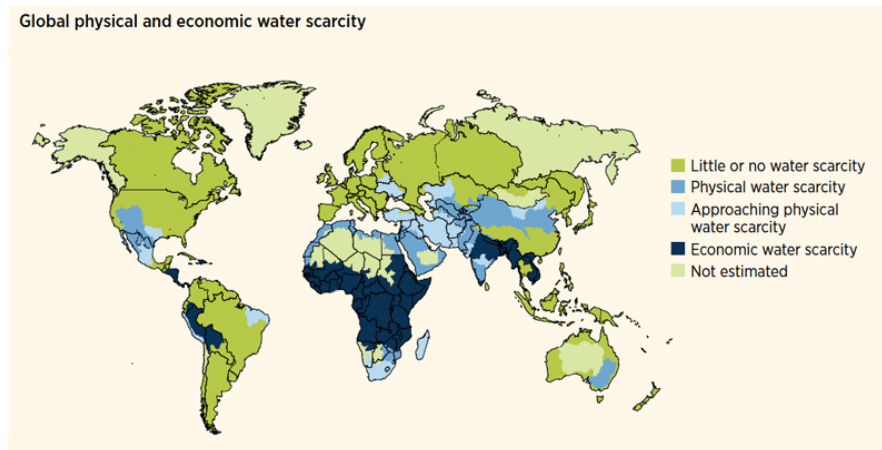 Global physical and economic water scarcity
Little or no water scarcity
Physical water scarcity
Approaching physical
water scarcity
Economic water scarcity
Not estimated